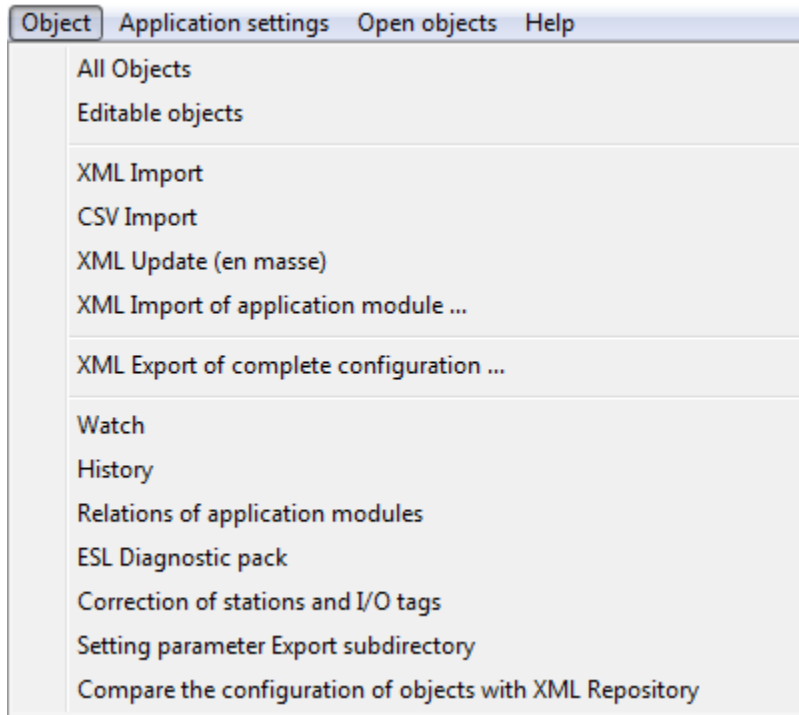 Object Application settings Open objects Help
All Objects
Editable objects
XML Import
CSV Import
XML Update (en masse)
XML Import of application module ...
XML Export of complete configuration ...
Watch
History
Relations of application modules
ESL Diagnostic pack
Correction of stations and I/O tags
Setting parameter Export subdirectory
Compare the configuration of objects with XML Repository